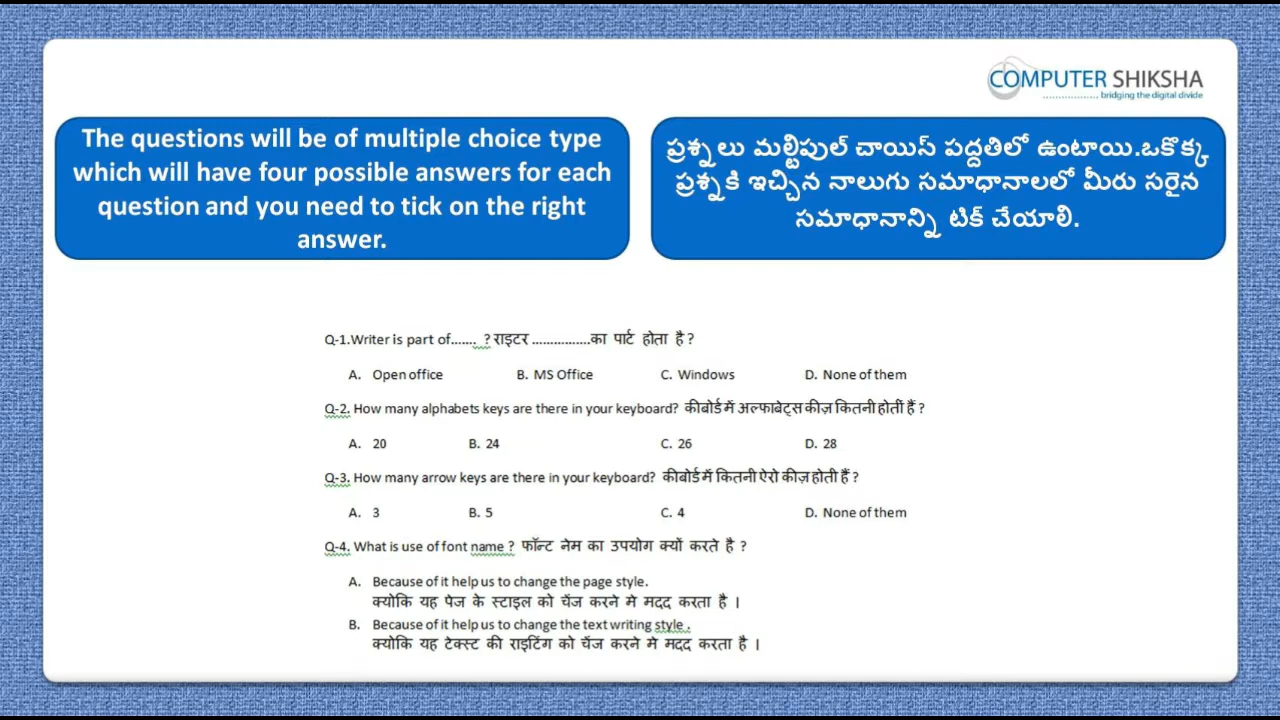 COMPUTER SHIKSHA
bridging the digital divide
The questions will be of multiple choice type
which will have four possible answers for each
question and you need to tick on the right
answer.
ప్రశ్నలు మల్టిపుల్ చాయిస్ పద్దతిలో ఉంటాయి.ఒకొక్క
ప్రశ్నకి ఇచ్చిన నాలుగు సమాధానాలలో మీరు సరైన
సమాధానాన్ని టిక్ చేయాలి.
Q-1.Writer is part of....... ? राइटर ................का पार्ट होता है ?
A. Open office B. MS Office C. Windows D. None of them
Q-2. How many alphabets keys are there in your keyboard? कीबोर्ड में अल्फाबेट्स कीज़ कितनी होतीं हैं ?
A. 20 B. 24 C. 26 D. 28
Q-3. How many arrow keys are there in your keyboard? कीबोर्ड में कितनी ऐरो कीज़ होती हैं ?
A. 3 B. 5 C. 4 D. None of them
Q-4. What is use of font name ? फॉन्ट नेम का उपयोग क्यों करते है ?
A. Because of it help us to change the page style.
क्योकि यह पेज के स्टाइल को चेंज करने मे मदद करता है ।
B. Because of it help us to change the text writing style .
क्योकि यह टेक्स्ट की राइटिंग को चेंज करने मे मदद करता है ।